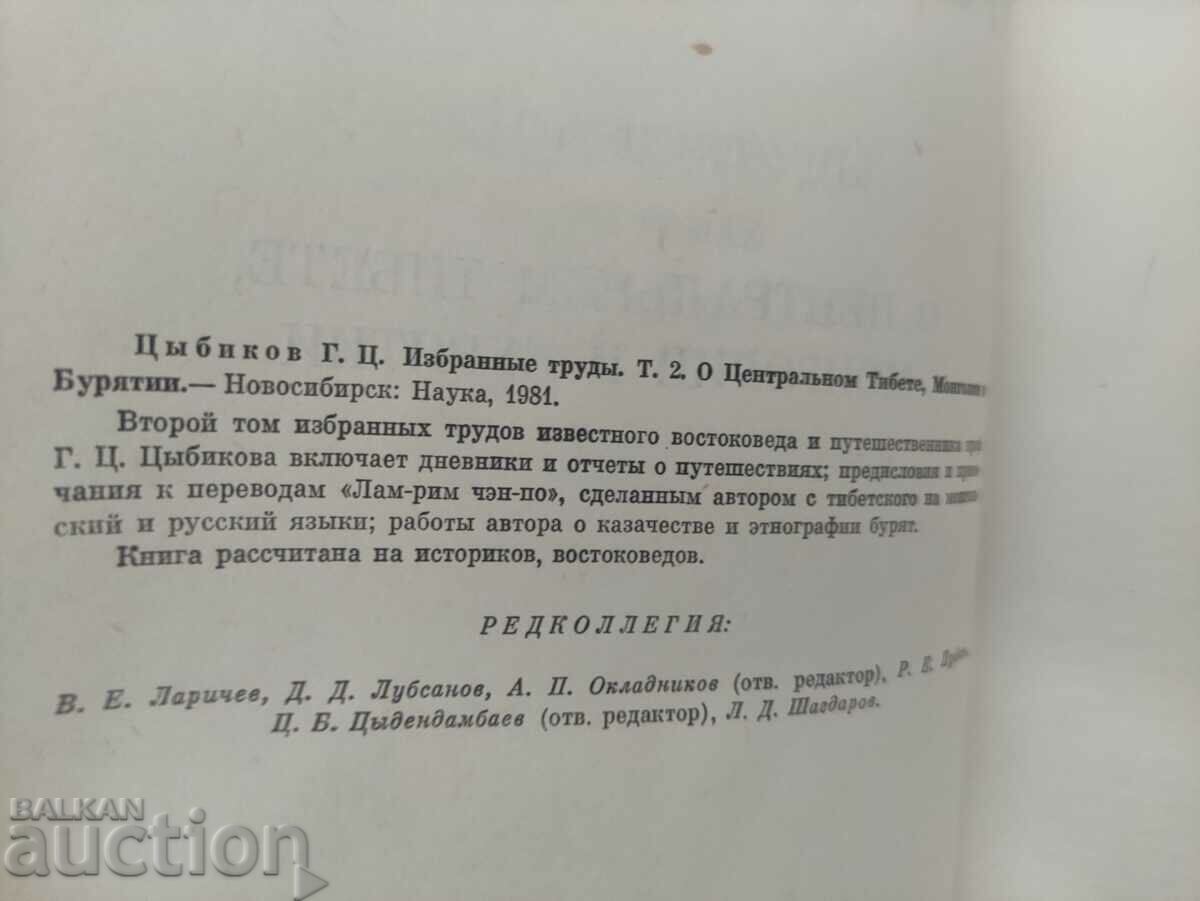 Цыбиков Г. Ц. Избранные труды. Т. 2. О Центральном Тибете,
Бурятии.— Новосибирск: Наука, 1981.
Второй том избранных трудов известного востоковеда и путешественника
Г. Ц. Цыбикова включает дневники и отчеты о путешествиях; предисловия и
чания к переводам «Лам-рим чэн-по», сделанным автором с тибетского на
ский и русский языки; работы автора о казачестве и этнографии бурят.
Книга рассчитана на историков, востоковедов.
РЕДКОЛЛЕГИЯ:
В. Е. Ларичев, Д. Д. Лубсанов, А. П. Окладников (отв. редактор), Р. Е.
Ц. Б. Цыдендамбаев (отв. редактор), Л. Д. Шагдаров.
BALKAN
auction